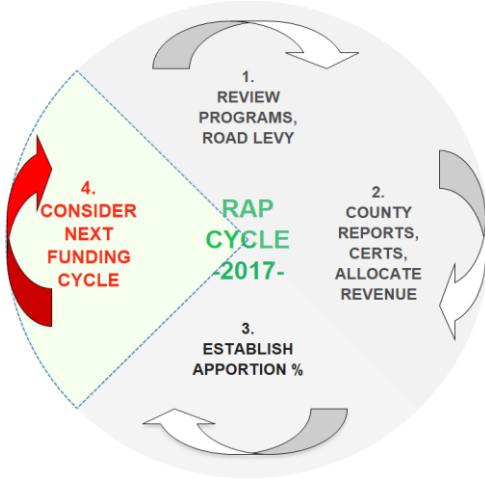 1.
REVIEW
PROGRAMS,
ROAD LEVY
2.
COUNTY
REPORTS,
CERTS,
ALLOCATE
REVENUE
3.
ESTABLISH
APPORTION %
4.
CONSIDER
NEXT
FUNDING
CYCLE
RAP
CYCLE
-2017-